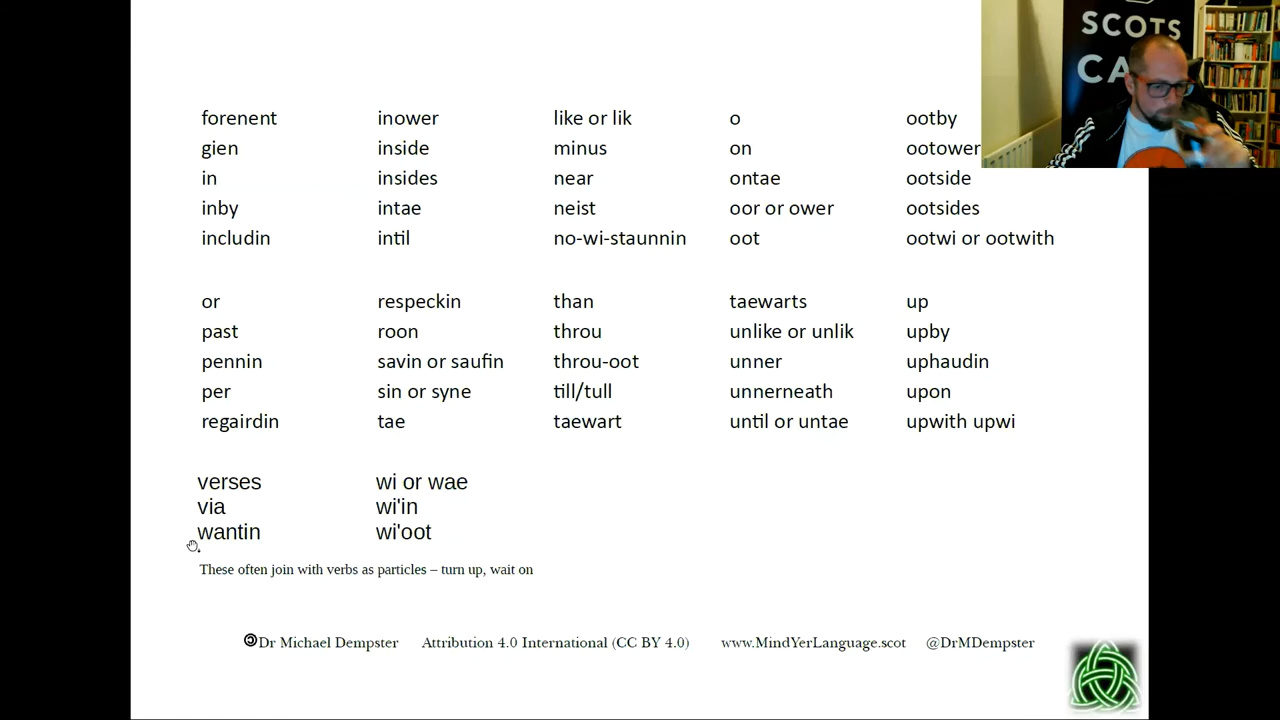 SCOTS
CA
forenent inower like or lik o ootby
gien inside minus on ootower
in insides near ontae ootside
inby intae neist oor or ower ootsides
includin intil no-wi-staunnin oot ootwi or ootwith
or respeckin than taewarts up
past roon throu unlike or unlik upby
pennin savin or saufin throu-oot unner uphaudin
per sin or syne till/tull unnerneath upon
regairdin tae taewart until or untae upwith upwi
verses wi or wae
via wi'in
wantin wi'oot
These often join with verbs as particles – turn up, wait on
Dr Michael Dempster Attribution 4.0 International (CC BY 4.0) www.MindYerLanguage.scot @DrMDempster